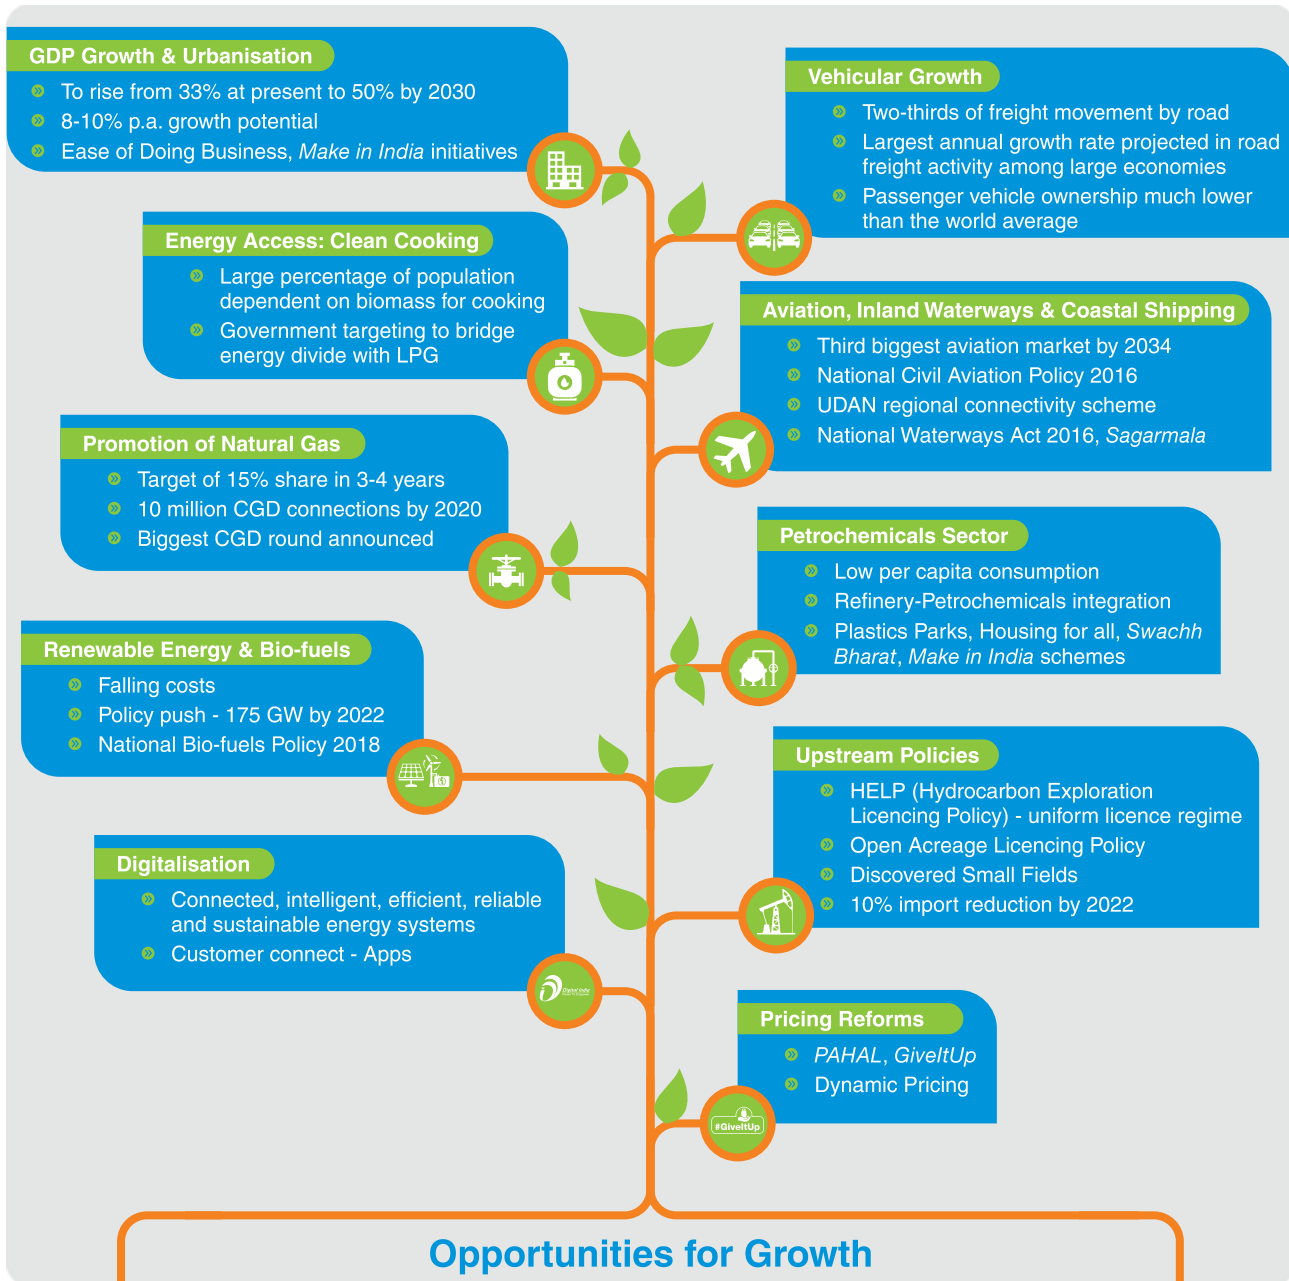 GDP Growth & Urbanisation
To rise from 33% at present to 50% by 2030
8-10% p.a. growth potential
Ease of Doing Business, Make in India initiatives
Vehicular Growth
Two-thirds of freight movement by road
Largest annual growth rate projected in road
freight activity among large economies
Passenger vehicle ownership much lower
than the world average
Energy Access: Clean Cooking
Large percentage of population
dependent on biomass for cooking
Government targeting to bridge
energy divide with LPG
Aviation, Inland Waterways & Coastal Shipping
Third biggest aviation market by 2034
National Civil Aviation Policy 2016
UDAN regional connectivity scheme
National Waterways Act 2016, Sagarmala
Promotion of Natural Gas
Target of 15% share in 3-4 years
10 million CGD connections by 2020
Biggest CGD round announced
Petrochemicals Sector
Low per capita consumption
Refinery-Petrochemicals integration
Plastics Parks, Housing for all, Swachh
Bharat, Make in India schemes
Renewable Energy & Bio-fuels
Falling costs
Policy push - 175 GW by 2022
National Bio-fuels Policy 2018
Upstream Policies
HELP (Hydrocarbon Exploration
Licencing Policy) - uniform licence regime
Open Acreage Licencing Policy
Discovered Small Fields
10% import reduction by 2022
Digitalisation
Connected, intelligent, efficient, reliable
and sustainable energy systems
Customer connect - Apps
Digital India
Pricing Reforms
PAHAL, GiveItUp
Dynamic Pricing
#GiveItUp
Opportunities for Growth